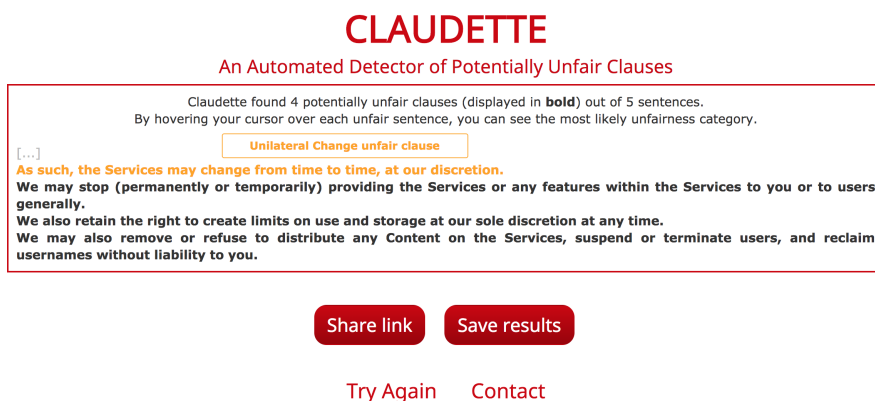 CLAUDETTE
An Automated Detector of Potentially Unfair Clauses
Claudette found 4 potentially unfair clauses (displayed in bold) out of 5 sentences.
By hovering your cursor over each unfair sentence, you can see the most likely unfairness category.
Unilateral Change unfair clause
[...]
As such, the Services may change from time to time, at our discretion.
We may stop (permanently or temporarily) providing the Services or any features within the Services to you or to users
generally.
We also retain the right to create limits on use and storage at our sole discretion at any time.
We may also remove or refuse to distribute any Content on the Services, suspend or terminate users, and reclaim
usernames without liability to you.
Share link Save results
Try Again Contact